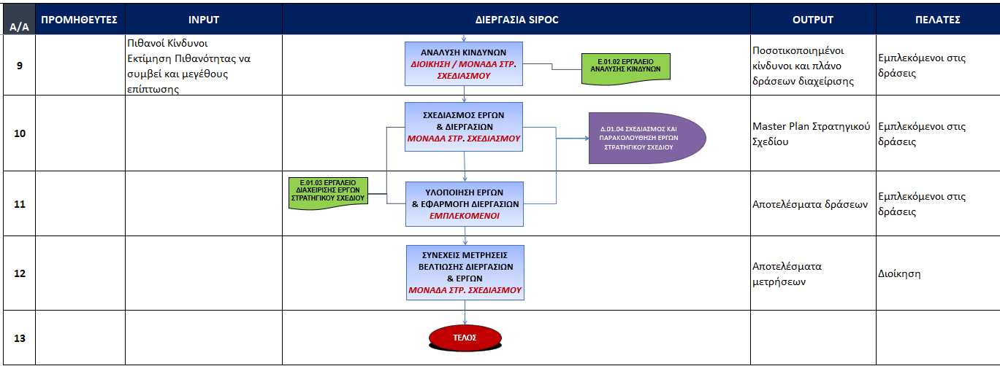 Α/Α
ΠΡΟΜΗΘΕΥΤΕΣ
INPUT
ΔΙΕΡΓΑΣΙΑ SIPOC
OUTPUT
ΠΕΛΑΤΕΣ
9
Πιθανοί Κίνδυνοι
Εκτίμηση Πιθανότητας να
συμβεί και μεγέθους
επίπτωσης
ΑΝΑΛΥΣΗ ΚΙΝΔΥΝΩΝ
ΔΙΟΙΚΗΣΗ / ΜΟΝΑΔΑ ΣΤΡ.
ΣΧΕΔΙΑΣΜΟΥ
Ε.01.02 ΕΡΓΑΛΕΙΟ
ΑΝΑΛΥΣΗΣ ΚΙΝΔΥΝΩΝ
Ποσοτικοποιημένοι
κίνδυνοι και πλάνο
δράσεων διαχείρισης
Εμπλεκόμενοι στις
δράσεις
10
ΣΧΕΔΙΑΣΜΟΣ ΕΡΓΩΝ
& ΔΙΕΡΓΑΣΙΩΝ
ΜΟΝΑΔΑ ΣΤΡ. ΣΧΕΔΙΑΣΜΟΥ
Δ.01.04 ΣΧΕΔΙΑΣΜΟΣ ΚΑΙ
ΠΑΡΑΚΟΛΟΥΘΗΣΗ ΕΡΓΩΝ
ΣΤΡΑΤΗΓΙΚΟΥ ΣΧΕΔΙΟΥ
Master Plan Στρατηγικού
Σχεδίου
Εμπλεκόμενοι στις
δράσεις
11
Ε.01.03 ΕΡΓΑΛΕΙΟ
ΔΙΑΧΕΙΡΙΣΗΣ ΕΡΓΩΝ
ΣΤΡΑΤΗΓΙΚΟΥ ΣΧΕΔΙΟΥ
ΥΛΟΠΟΙΗΣΗ ΕΡΓΩΝ
& ΕΦΑΡΜΟΓΗ ΔΙΕΡΓΑΣΙΩΝ
ΕΜΠΛΕΚΟΜΕΝΟΙ
Αποτελέσματα δράσεων
Εμπλεκόμενοι στις
δράσεις
12
ΣΥΝΕΧΕΙΣ ΜΕΤΡΗΣΕΙΣ
ΒΕΛΤΙΩΣΗΣ ΔΙΕΡΓΑΣΙΩΝ
& ΕΡΓΩΝ
ΜΟΝΑΔΑ ΣΤΡ. ΣΧΕΔΙΑΣΜΟΥ
Αποτελέσματα
μετρήσεων
Διοίκηση
13
ΤΕΛΟΣ